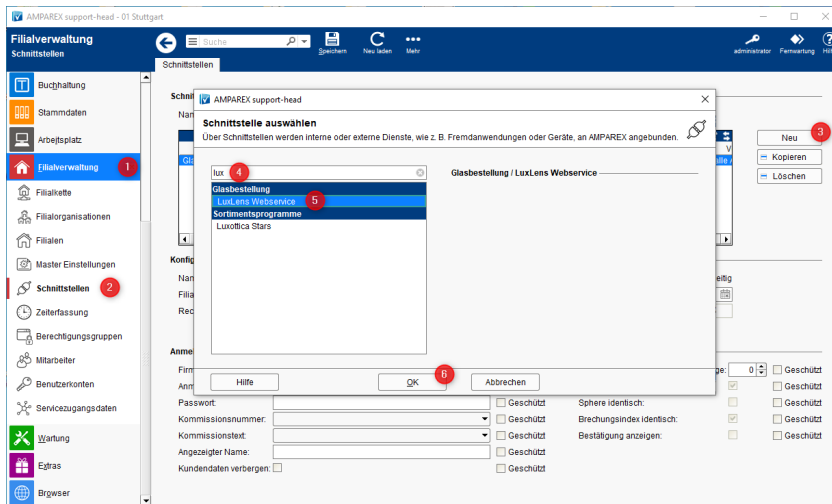 AMPAREX support-head - 01 Stuttgart
Filialverwaltung
Schnittstellen
Suche
Speichern
Neu laden
Mehr
administrator
Fernwartung
Schnittstellen
Buchhaltung
Stammdaten
Arbeitsplatz
Filialverwaltung 1
Filialkette
Filialorganisationen
Filialen
Master Einstellungen
Schnittstellen 2
Zeiterfassung
Berechtigungsgruppen
Mitarbeiter
Benutzerkonten
Servicezugangsdaten
Wartung
Extras
Browser
Neu 3
Kopieren
Löschen
AMPAREX support-head
Schnittstelle auswählen
Über Schnittstellen werden interne oder externe Dienste, wie z. B. Fremdanwendungen oder Geräte, an AMPAREX angebunden.
lux 4
Glasbestellung
LuxLens Webservice 5
Sortimentsprogramme
Luxottica Stars
Glasbestellung / LuxLens Webservice
6
Hilfe
OK
Abbrechen
0 Geschützt
Geschützt
Passwort: Geschützt Sphere identisch: Geschützt
Kommissionsnummer: Geschützt Brechungsindex identisch: Geschützt
Kommissionstext: Geschützt Bestätigung anzeigen: Geschützt
Angezeigter Name: Geschützt
Kundendaten verbergen: Geschützt